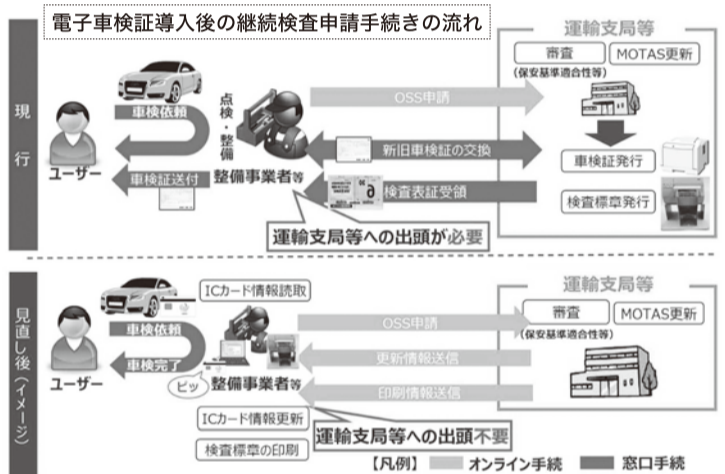 電子車検証導入後の継続検査申請手続きの流れ
現行
ユーザー
車検依頼
車検証送付
点検・整備
整備事業者等
OSS申請
新旧車検証の交換
検査表証受領
運輸支局等への出頭が必要
運輸支局等
審査
(保安基準適合性等)
MOTAS更新
車検証発行
検査標章発行
見直し後(イメージ)
ユーザー
車検依頼
車検完了
ICカード情報読取
ピッ
整備事業者等
ICカード情報更新
検査標章の印刷
OSS申請
更新情報送信
印刷情報送信
運輸支局等への出頭不要
運輸支局等
審査
(保安基準適合性等)
MOTAS更新
【凡例】 オンライン手続 窓口手続